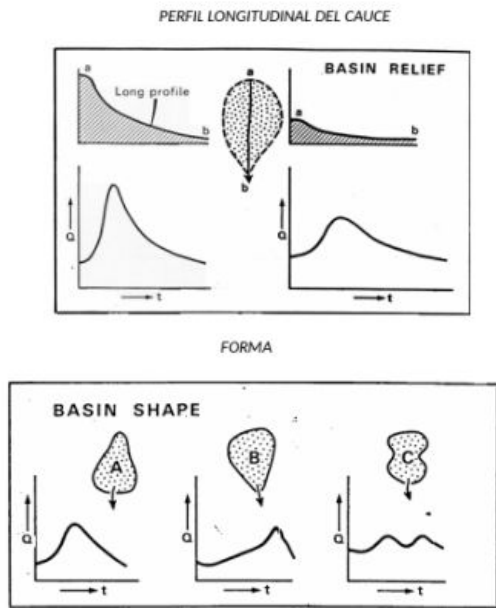 PERFIL LONGITUDINAL DEL CAUCE
BASIN RELIEF
a
Long profile
b
a
b
a
b
Q
t
Q
t
FORMA
BASIN SHAPE
A
B
C
Q
t
Q
t
Q
t